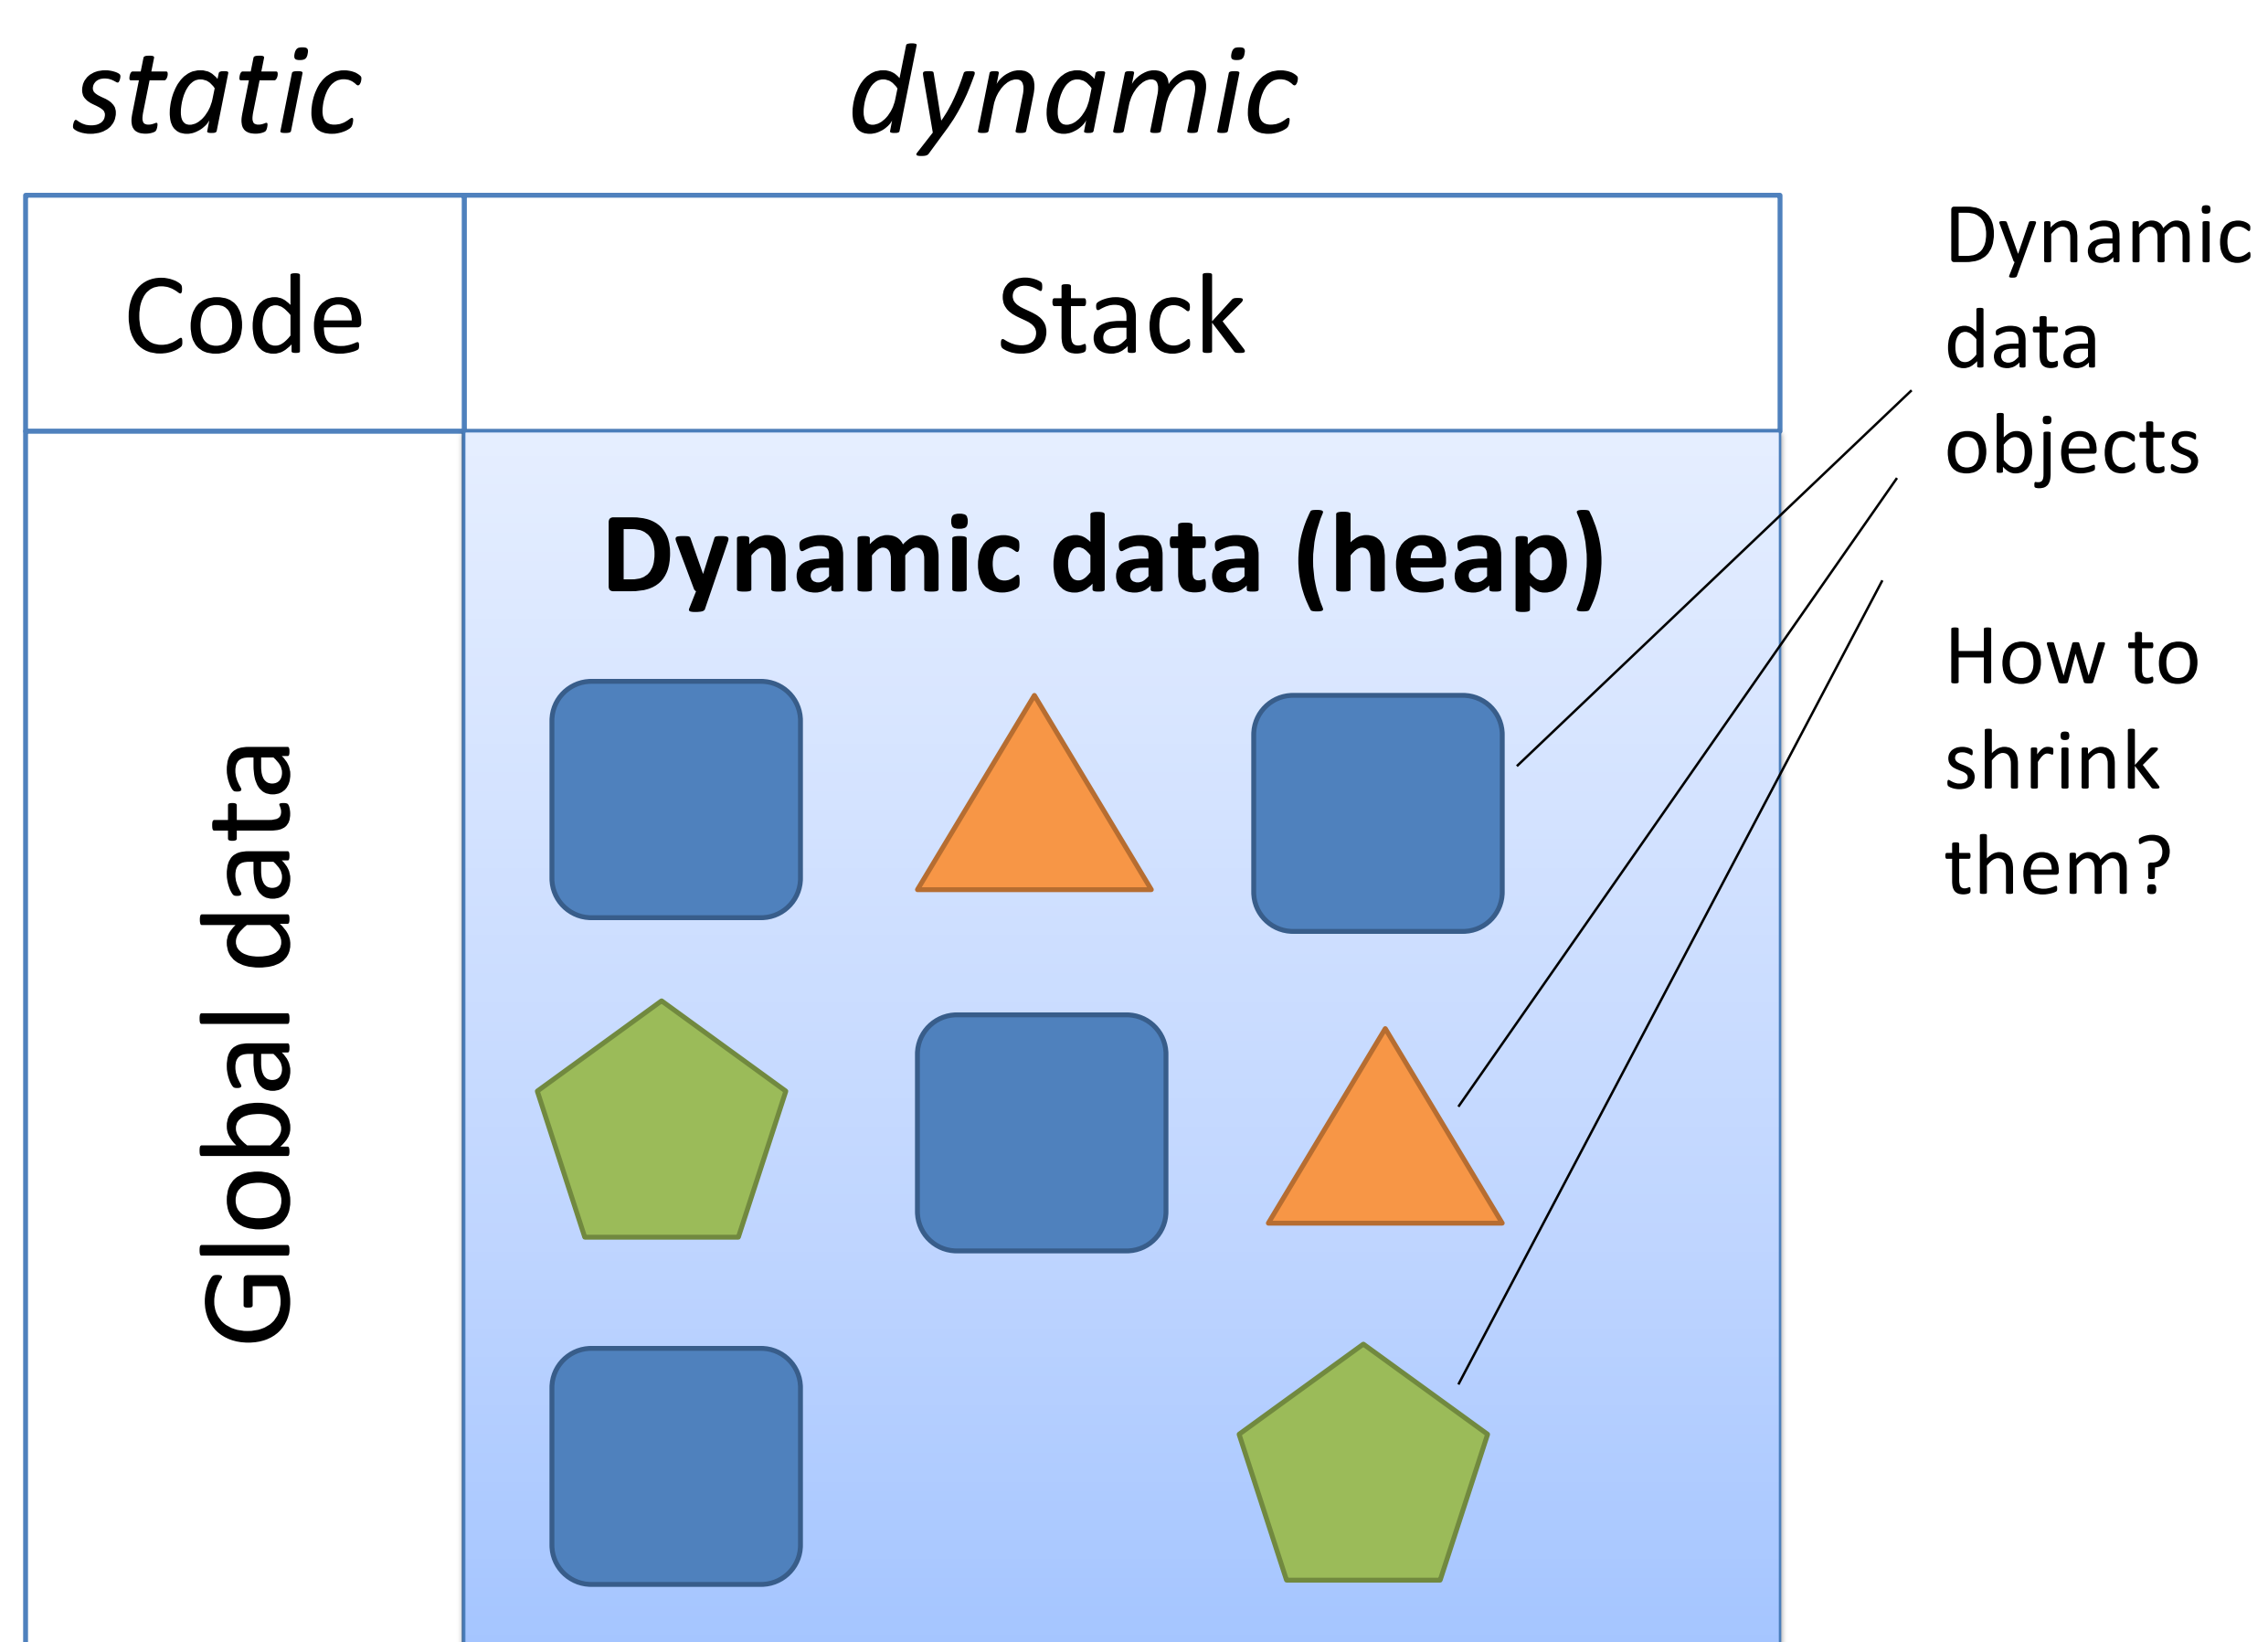 static
dynamic
Code
Stack
Dynamic
data
objects
Dynamic data (heap)
How to
shrink
them?
Global data